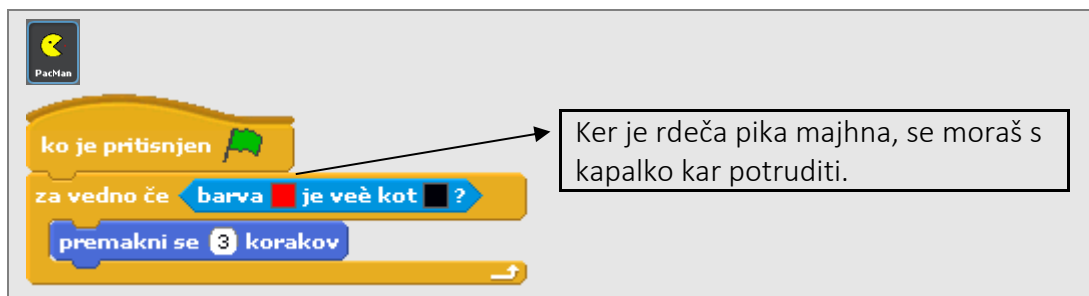 PacMan
ko je pritisnjen
za vedno če barva je veè kot ?
premakni se 3 korakov
Ker je rdeča pika majhna, se moraš s
kapalko kar potruditi.